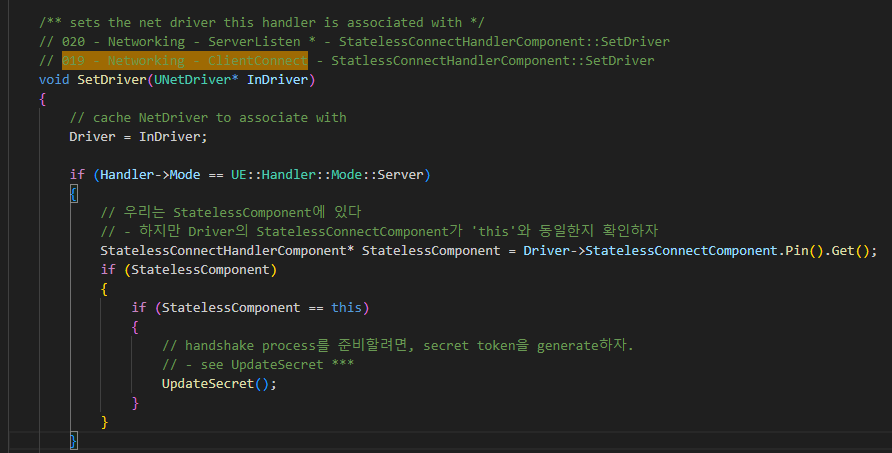 /** sets the net driver this handler is associated with */
// 020 - Networking - ServerListen * - StatelessConnectHandlerComponent::SetDriver
// 019 - Networking - ClientConnect - StatlessConnectHandlerComponent::SetDriver
void SetDriver(UNetDriver* InDriver)
{
// cache NetDriver to associate with
Driver = InDriver;
if (Handler->Mode == UE::Handler::Mode::Server)
{
// 우리는 StatelessComponent에 있다
// - 하지만 Driver의 StatelessConnectComponent가 'this'와 동일한지 확인하자
StatelessConnectHandlerComponent* StatelessComponent = Driver->StatelessConnectComponent.Pin().Get();
if (StatelessComponent)
{
if (StatelessComponent == this)
{
// handshake process를 준비할려면, secret token을 generate하자.
// - see UpdateSecret ***
UpdateSecret();
}
}
}